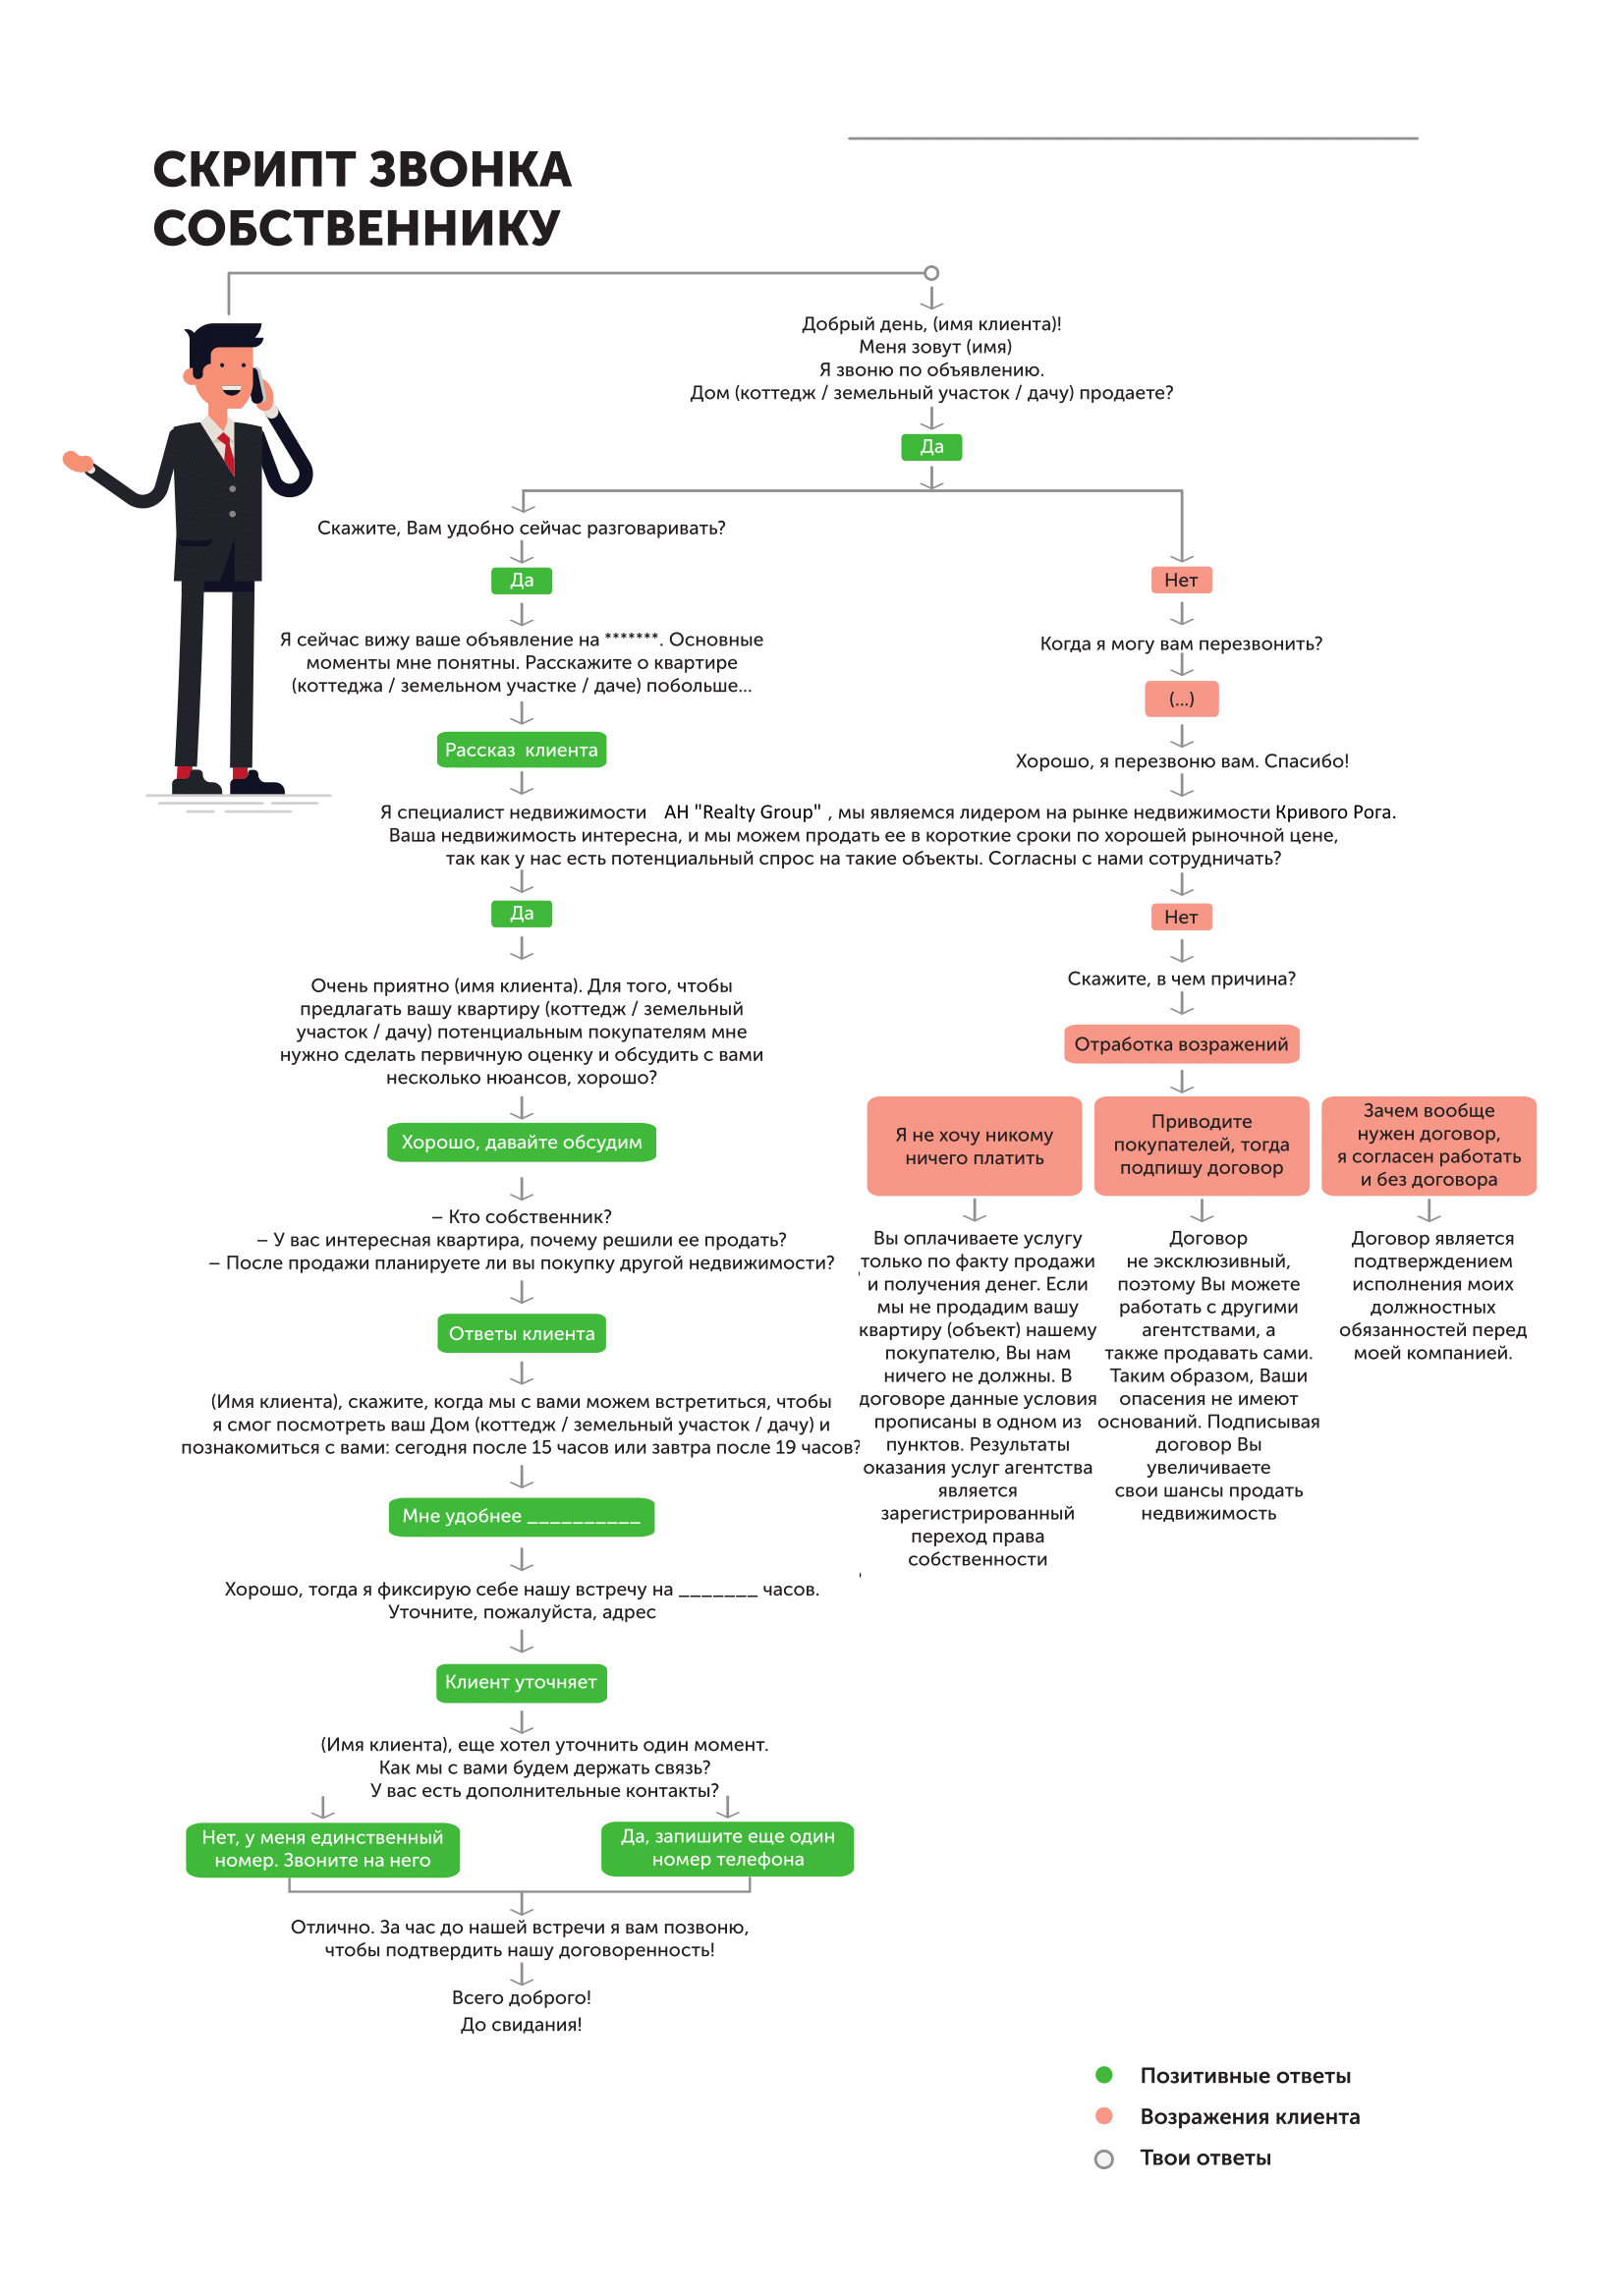 СКРИПТ ЗВОНКА
СОБСТВЕННИКУ
Добрый день, (имя клиента)!
Меня зовут (имя)
Я звоню по объявлению.
Дом (коттедж / земельный участок / дачу) продаете?
Да
Скажите, Вам удобно сейчас разговаривать?
Да
Нет
Я сейчас вижу ваше объявление на *******. Основные
моменты мне понятны. Расскажите о квартире
(коттеджа / земельном участке / даче) побольше...
Когда я могу вам перезвонить?
(...)
Рассказ клиента
Хорошо, я перезвоню вам. Спасибо!
Я специалист недвижимости АН "Realty Group" , мы являемся лидером на рынке недвижимости Кривого Рога.
Ваша недвижимость интересна, и мы можем продать ее в короткие сроки по хорошей рыночной цене,
так как у нас есть потенциальный спрос на такие объекты. Согласны с нами сотрудничать?
Да
Нет
Очень приятно (имя клиента). Для того, чтобы
предлагать вашу квартиру (коттедж / земельный
участок / дачу) потенциальным покупателям мне
нужно сделать первичную оценку и обсудить с вами
несколько нюансов, хорошо?
Хорошо, давайте обсудим
– Кто собственник?
– У вас интересная квартира, почему решили ее продать?
– После продажи планируете ли вы покупку другой недвижимости?
Ответы клиента
(Имя клиента), скажите, когда мы с вами можем встретиться, чтобы
я смог посмотреть ваш Дом (коттедж / земельный участок / дачу) и
познакомиться с вами: сегодня после 15 часов или завтра после 19 часов?
Мне удобнее __________
Хорошо, тогда я фиксирую себе нашу встречу на _______ часов.
Уточните, пожалуйста, адрес
Клиент уточняет
(Имя клиента), еще хотел уточнить один момент.
Как мы с вами будем держать связь?
У вас есть дополнительные контакты?
Нет, у меня единственный
номер. Звоните на него
Да, запишите еще один
номер телефона
Отлично. За час до нашей встречи я вам позвоню,
чтобы подтвердить нашу договоренность!
Всего доброго!
До свидания!
Скажите, в чем причина?
Отработка возражений
Я не хочу никому
ничего платить
Вы оплачиваете услугу
только по факту продажи
и получения денег. Если
мы не продадим вашу
квартиру (объект) нашему
покупателю, Вы нам
ничего не должны. В
договоре данные условия
прописаны в одном из
пунктов. Результаты
оказания услуг агентства
является
зарегистрированный
переход права
собственности
Приводите
покупателей, тогда
подпишу договор
Договор
не эксклюзивный,
поэтому Вы можете
работать с другими
агентствами, а
также продавать сами.
Таким образом, Ваши
опасения не имеют
оснований. Подписывая
договор Вы
увеличиваете
свои шансы продать
недвижимость
Зачем вообще
нужен договор,
я согласен работать
и без договора
Договор является
подтверждением
исполнения моих
должностных
обязанностей перед
моей компанией.
Позитивные ответы
Возражения клиента
Твои ответы